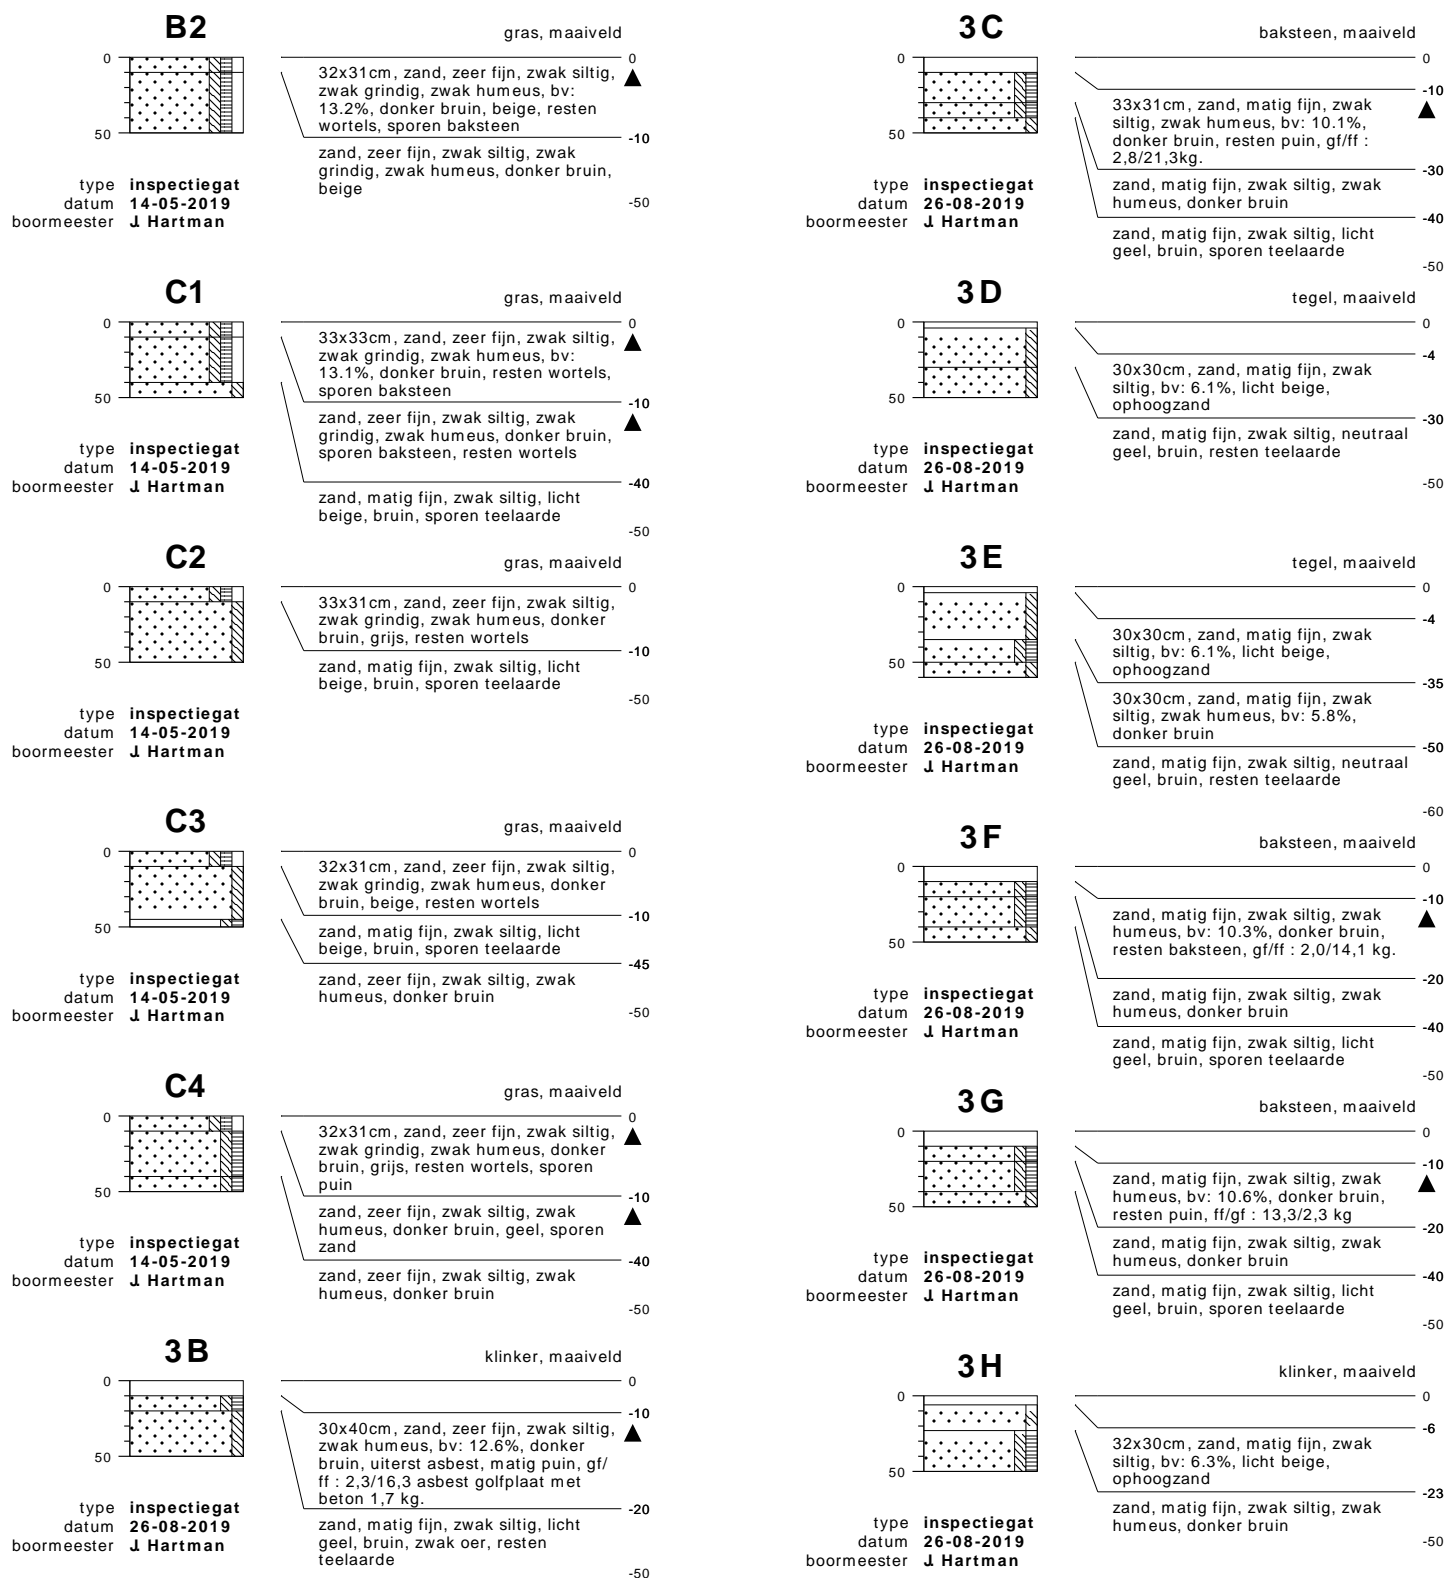 B2
gras, maaiveld
0
0
32x31cm, zand, zeer fijn, zwak siltig,
zwak grindig, zwak humeus, bv:
13.2%, donker bruin, beige, resten
wortels, sporen baksteen
-10
50
zand, zeer fijn, zwak siltig, zwak
grindig, zwak humeus, donker bruin,
beige
-50
type inspectiegat
datum 14-05-2019
boormeester J. Hartman
C1
gras, maaiveld
0
0
33x33cm, zand, zeer fijn, zwak siltig,
zwak grindig, zwak humeus, bv:
13.1%, donker bruin, resten wortels,
sporen baksteen
-10
50
zand, zeer fijn, zwak siltig, zwak
grindig, zwak humeus, donker bruin,
sporen baksteen, resten wortels
-40
zand, matig fijn, zwak siltig, licht
beige, bruin, sporen teelaarde
-50
type inspectiegat
datum 14-05-2019
boormeester J. Hartman
C2
gras, maaiveld
0
0
33x31cm, zand, zeer fijn, zwak siltig,
zwak grindig, zwak humeus, donker
bruin, grijs, resten wortels
-10
50
zand, matig fijn, zwak siltig, licht
beige, bruin, sporen teelaarde
-50
type inspectiegat
datum 14-05-2019
boormeester J. Hartman
C3
gras, maaiveld
0
0
32x31cm, zand, zeer fijn, zwak siltig,
zwak grindig, zwak humeus, donker
bruin, beige, resten wortels
-10
50
zand, matig fijn, zwak siltig, licht
beige, bruin, sporen teelaarde
-45
zand, zeer fijn, zwak siltig, zwak
humeus, donker bruin
-50
type inspectiegat
datum 14-05-2019
boormeester J. Hartman
C4
gras, maaiveld
0
0
32x31cm, zand, zeer fijn, zwak siltig,
zwak grindig, zwak humeus, donker
bruin, grijs, resten wortels, sporen
puin
-10
50
zand, zeer fijn, zwak siltig, zwak
humeus, donker bruin, geel, sporen
zand
-40
zand, zeer fijn, zwak siltig, zwak
humeus, donker bruin
-50
type inspectiegat
datum 14-05-2019
boormeester J. Hartman
3B
klinker, maaiveld
0
0
-10
30x40cm, zand, zeer fijn, zwak siltig,
zwak humeus, bv: 12.6%, donker
bruin, uiterst asbest, matig puin, gf/
ff : 2,3/16,3 asbest golfplaat met
beton 1,7 kg.
-20
50
zand, matig fijn, zwak siltig, licht
geel, bruin, zwak oer, resten
teelaarde
-50
type inspectiegat
datum 26-08-2019
boormeester J. Hartman
3C
baksteen, maaiveld
0
0
-10
33x31cm, zand, matig fijn, zwak
siltig, zwak humeus, bv: 10.1%,
donker bruin, resten puin, gf/ff :
2,8/21,3kg.
-30
50
zand, matig fijn, zwak siltig, zwak
humeus, donker bruin
-40
zand, matig fijn, zwak siltig, licht
geel, bruin, sporen teelaarde
-50
type inspectiegat
datum 26-08-2019
boormeester J. Hartman
3D
tegel, maaiveld
0
0
-4
30x30cm, zand, matig fijn, zwak
siltig, bv: 6.1%, licht beige,
ophoogzand
-30
50
zand, matig fijn, zwak siltig, neutraal
geel, bruin, resten teelaarde
-50
type inspectiegat
datum 26-08-2019
boormeester J. Hartman
3E
tegel, maaiveld
0
0
-4
30x30cm, zand, matig fijn, zwak
siltig, bv: 6.1%, licht beige,
ophoogzand
-35
50
30x30cm, zand, matig fijn, zwak
siltig, zwak humeus, bv: 5.8%,
donker bruin
-50
zand, matig fijn, zwak siltig, neutraal
geel, bruin, resten teelaarde
-60
type inspectiegat
datum 26-08-2019
boormeester J. Hartman
3F
baksteen, maaiveld
0
0
-10
zand, matig fijn, zwak siltig, zwak
humeus, bv: 10.3%, donker bruin,
resten baksteen, gf/ff : 2,0/14,1 kg.
-20
50
zand, matig fijn, zwak siltig, zwak
humeus, donker bruin
-40
zand, matig fijn, zwak siltig, licht
geel, bruin, sporen teelaarde
-50
type inspectiegat
datum 26-08-2019
boormeester J. Hartman
3G
baksteen, maaiveld
0
0
-10
zand, matig fijn, zwak siltig, zwak
humeus, bv: 10.6%, donker bruin,
resten puin, ff/gf : 13,3/2,3 kg
-20
50
zand, matig fijn, zwak siltig, zwak
humeus, donker bruin
-40
zand, matig fijn, zwak siltig, licht
geel, bruin, sporen teelaarde
-50
type inspectiegat
datum 26-08-2019
boormeester J. Hartman
3H
klinker, maaiveld
0
0
-6
32x30cm, zand, matig fijn, zwak
siltig, bv: 6.3%, licht beige,
ophoogzand
-23
50
zand, matig fijn, zwak siltig, zwak
humeus, donker bruin
-50
type inspectiegat
datum 26-08-2019
boormeester J. Hartman